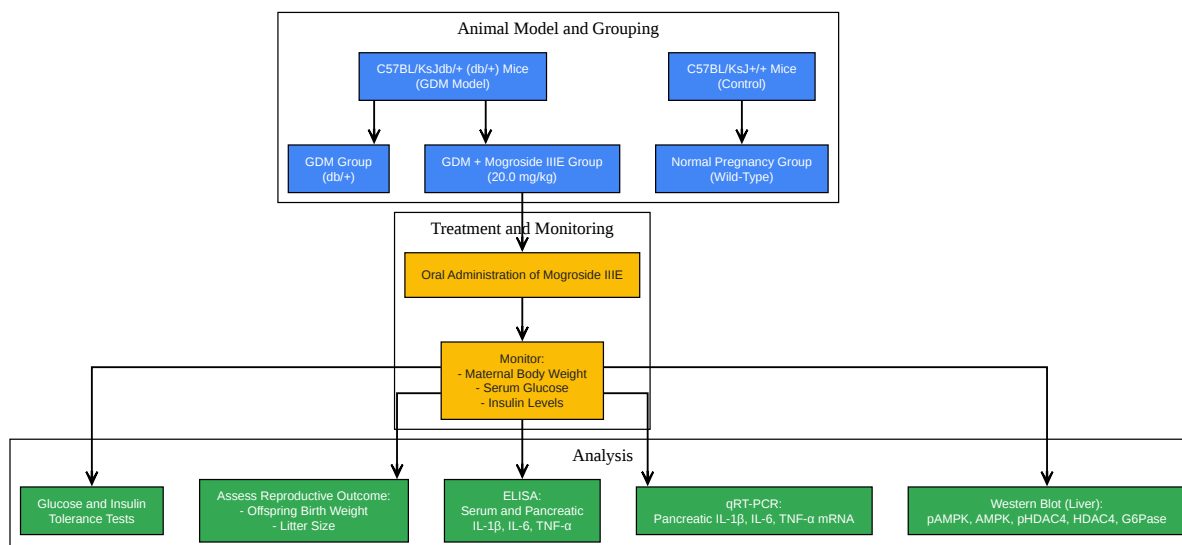 Animal Model and Grouping
C57BL/KsJdb/+ (db/+) Mice
(GDM Model)
C57BL/KsJ+/+ Mice
(Control)
GDM Group
(db/+)
GDM + Mogroside IIIE Group
(20.0 mg/kg)
Normal Pregnancy Group
(Wild-Type)
Treatment and Monitoring
Oral Administration of Mogroside IIIE
Monitor:
- Maternal Body Weight
- Serum Glucose
- Insulin Levels
Analysis
Glucose and Insulin
Tolerance Tests
Assess Reproductive Outcome:
- Offspring Birth Weight
- Litter Size
ELISA:
Serum and Pancreatic
IL-1β, IL-6, TNF-α
qRT-PCR:
Pancreatic IL-1β, IL-6, TNF-α mRNA
Western Blot (Liver):
pAMPK, AMPK, pHDAC4, HDAC4, G6Pase